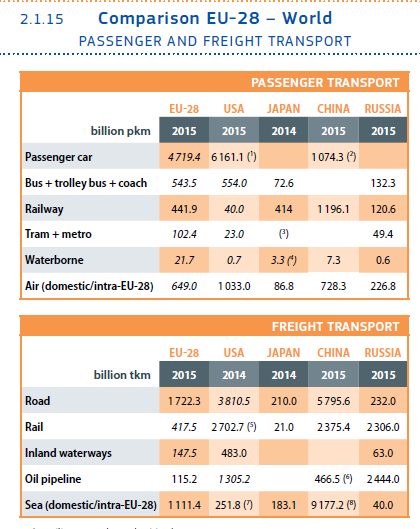 2.1.15 Comparison EU-28 – World
PASSENGER AND FREIGHT TRANSPORT
PASSENGER TRANSPORT
EU-28 USA JAPAN CHINA RUSSIA
billion pkm 2015 2015 2014 2015 2015
Passenger car 4 719.4 6 161.1 (¹) 1 074.3 (²)
Bus + trolley bus + coach 543.5 554.0 72.6 132.3
Railway 441.9 40.0 414 1 196.1 120.6
Tram + metro 102.4 23.0 (³) 49.4
Waterborne 21.7 0.7 3.3 (⁴) 7.3 0.6
Air (domestic/intra-EU-28) 649.0 1 033.0 86.8 728.3 226.8
FREIGHT TRANSPORT
EU-28 USA JAPAN CHINA RUSSIA
billion tkm 2015 2014 2014 2015 2015
Road 1 722.3 3 810.5 210.0 5 795.6 232.0
Rail 417.5 2 702.7 (⁵) 21.0 2 375.4 2 306.0
Inland waterways 147.5 483.0 63.0
Oil pipeline 115.2 1 305.2 466.5 (⁶) 2 444.0
Sea (domestic/intra-EU-28) 1 111.4 251.8 (⁷) 183.1 9 177.2 (⁸) 40.0